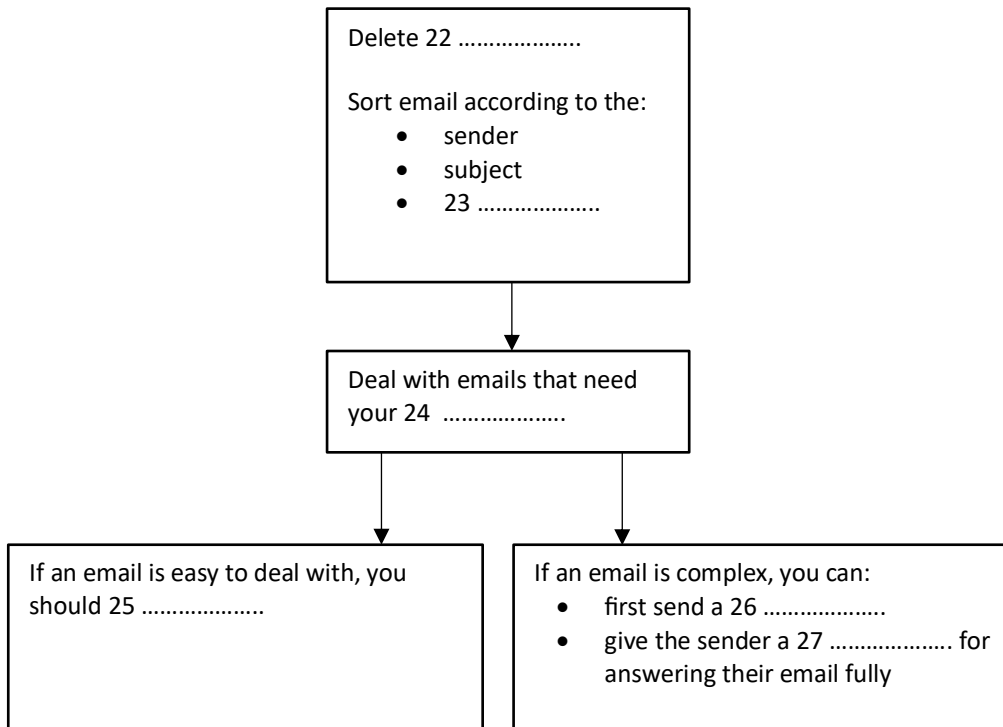 Delete 22 ………………..
Sort email according to the:
• sender
• subject
• 23 ………………..
Deal with emails that need
your 24 ………………..
If an email is easy to deal with, you
should 25 ………………..
If an email is complex, you can:
• first send a 26 ………………..
• give the sender a 27 ……………….. for
answering their email fully